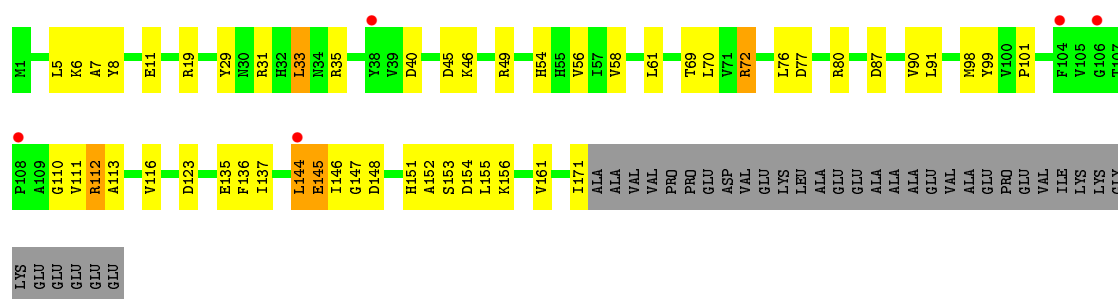 M1 L5 K6 A7 Y8 E11 R19 Y29 N30 R31 H32 L33 N34 R35 Y38 V39 D40 D45 K46 R49 H54 H55 V56 I57 V58 L61 T69 L70 V71 R72 L76 D77 R80 D87 V90 L91 M98 Y99 V100 P101 F104 V105 G106 T107
P108 A109 G110 V111 R112 A113 V116 D123 E135 F136 I137 L144 E145 I146 G147 D148 H151 A152 S153 D154 L155 K156 V161 I171 ALA ALA VAL VAL PRO PRO GLU ASP VAL GLU LYS LEU ALA GLU GLU ALA ALA ALA GLU VAL ALA GLU PRO GLU VAL ILE LYS LYS GLY
LYS GLU GLU GLU GLU GLU